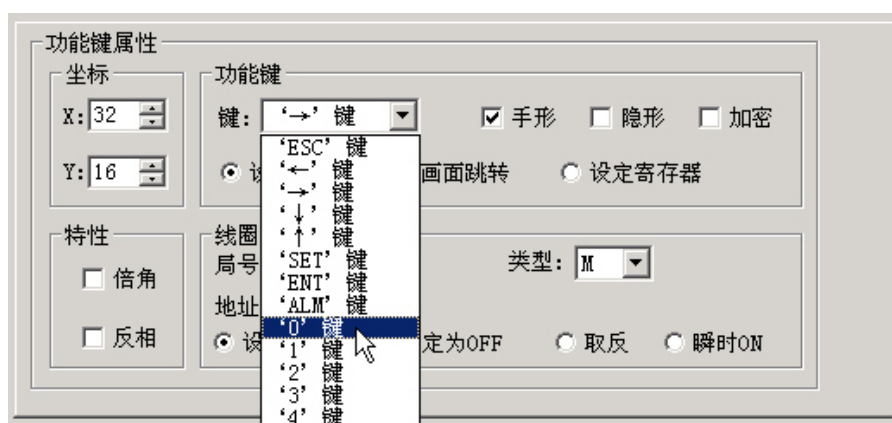 功能键属性
坐标
X: 32
Y: 16
功能键
键: ‘→’ 键
手形
隐形
加密
设
画面跳转
设定寄存器
‘ESC’ 键
‘←’ 键
‘→’ 键
‘↓’ 键
‘↑’ 键
‘SET’ 键
‘ENT’ 键
‘ALM’ 键
‘0’ 键
‘1’ 键
‘2’ 键
‘3’ 键
‘4’ 键
特性
倍角
反相
线圈
局号
类型: M
地址
设
定为OFF
取反
瞬时ON